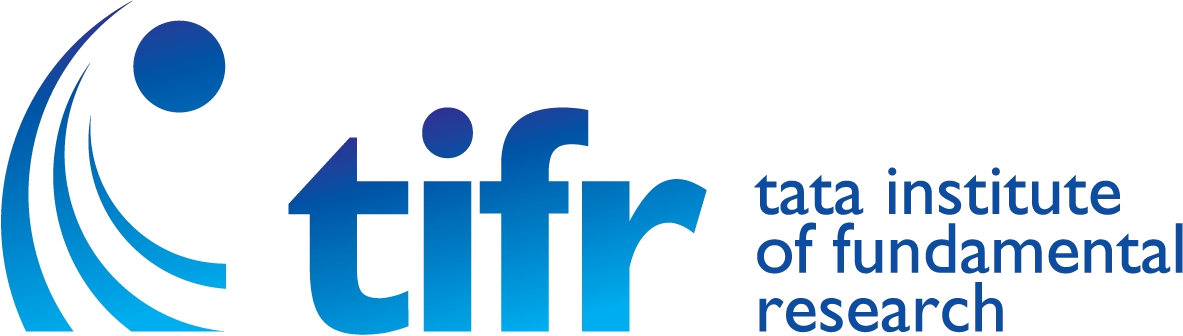 tifr
tata institute
of fundamental
research